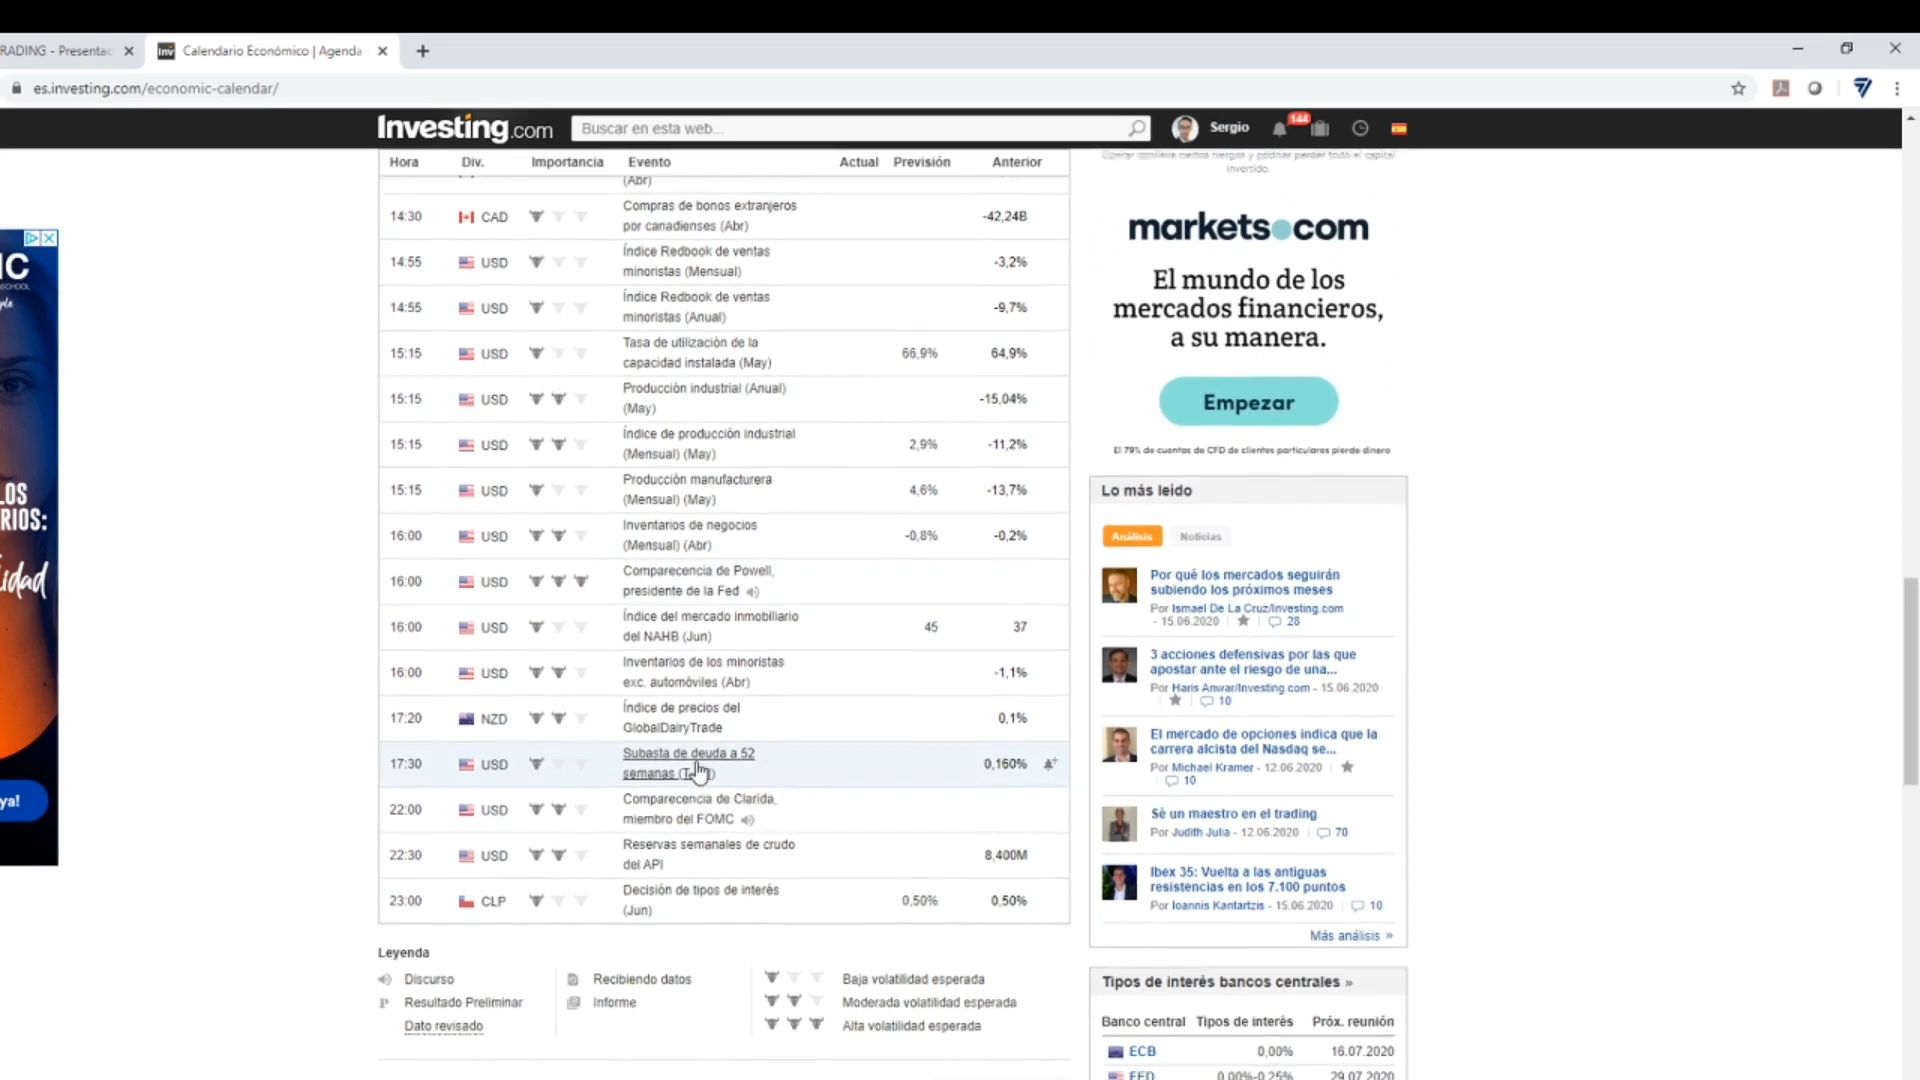 RADING - Presentac
Calendario Económico | Agenda
es.investing.com/economic-calendar/
Investing.com
Buscar en esta web...
Sergio
144
Hora Div. Importancia Evento Actual Previsión Anterior
(Abr)
14:30 CAD Compras de bonos extranjeros
por canadienses (Abr) -42,24B
14:55 USD Índice Redbook de ventas
minoristas (Mensual) -3,2%
14:55 USD Índice Redbook de ventas
minoristas (Anual) -9,7%
15:15 USD Tasa de utilización de la
capacidad instalada (May) 66,9% 64,9%
15:15 USD Producción industrial (Anual)
(May) -15,04%
15:15 USD Índice de producción industrial
(Mensual) (May) 2,9% -11,2%
15:15 USD Producción manufacturera
(Mensual) (May) 4,6% -13,7%
16:00 USD Inventarios de negocios
(Mensual) (Abr) -0,8% -0,2%
16:00 USD Comparecencia de Powell,
presidente de la Fed
16:00 USD Índice del mercado inmobiliario
del NAHB (Jun) 45 37
16:00 USD Inventarios de los minoristas
exc. automóviles (Abr) -1,1%
17:20 NZD Índice de precios del
GlobalDairyTrade 0,1%
17:30 USD Subasta de deuda a 52
semanas 0,160%
22:00 USD Comparecencia de Clarida,
miembro del FOMC
22:30 USD Reservas semanales de crudo
del API 8,400M
23:00 CLP Decisión de tipos de interés
(Jun) 0,50% 0,50%
Leyenda
Discurso
Resultado Preliminar
Dato revisado
Recibiendo datos
Informe
Baja volatilidad esperada
Moderada volatilidad esperada
Alta volatilidad esperada
invertido.
markets.com
El mundo de los
mercados financieros,
a su manera.
Empezar
El 79% de cuentas de CFD de clientes particulares pierde dinero
Lo más leído
Análisis Noticias
Por qué los mercados seguirán
subiendo los próximos meses
Por Ismael De La Cruz/Investing.com
- 15.06.2020 28
3 acciones defensivas por las que
apostar ante el riesgo de una...
Por Haris Anwar/Investing.com - 15.06.2020
10
El mercado de opciones indica que la
carrera alcista del Nasdaq se...
Por Michael Kramer - 12.06.2020
10
Sé un maestro en el trading
Por Judith Julia - 12.06.2020 70
Ibex 35: Vuelta a las antiguas
resistencias en los 7.100 puntos
Por Ioannis Kantartzis - 15.06.2020 10
Más análisis »
Tipos de interés bancos centrales »
Banco central Tipos de interés Próx. reunión
ECB 0,00% 16.07.2020
FED 0,00%-0,25% 29.07.2020
IC
SCHOOL
LOS
RIOS:
idad
ya!